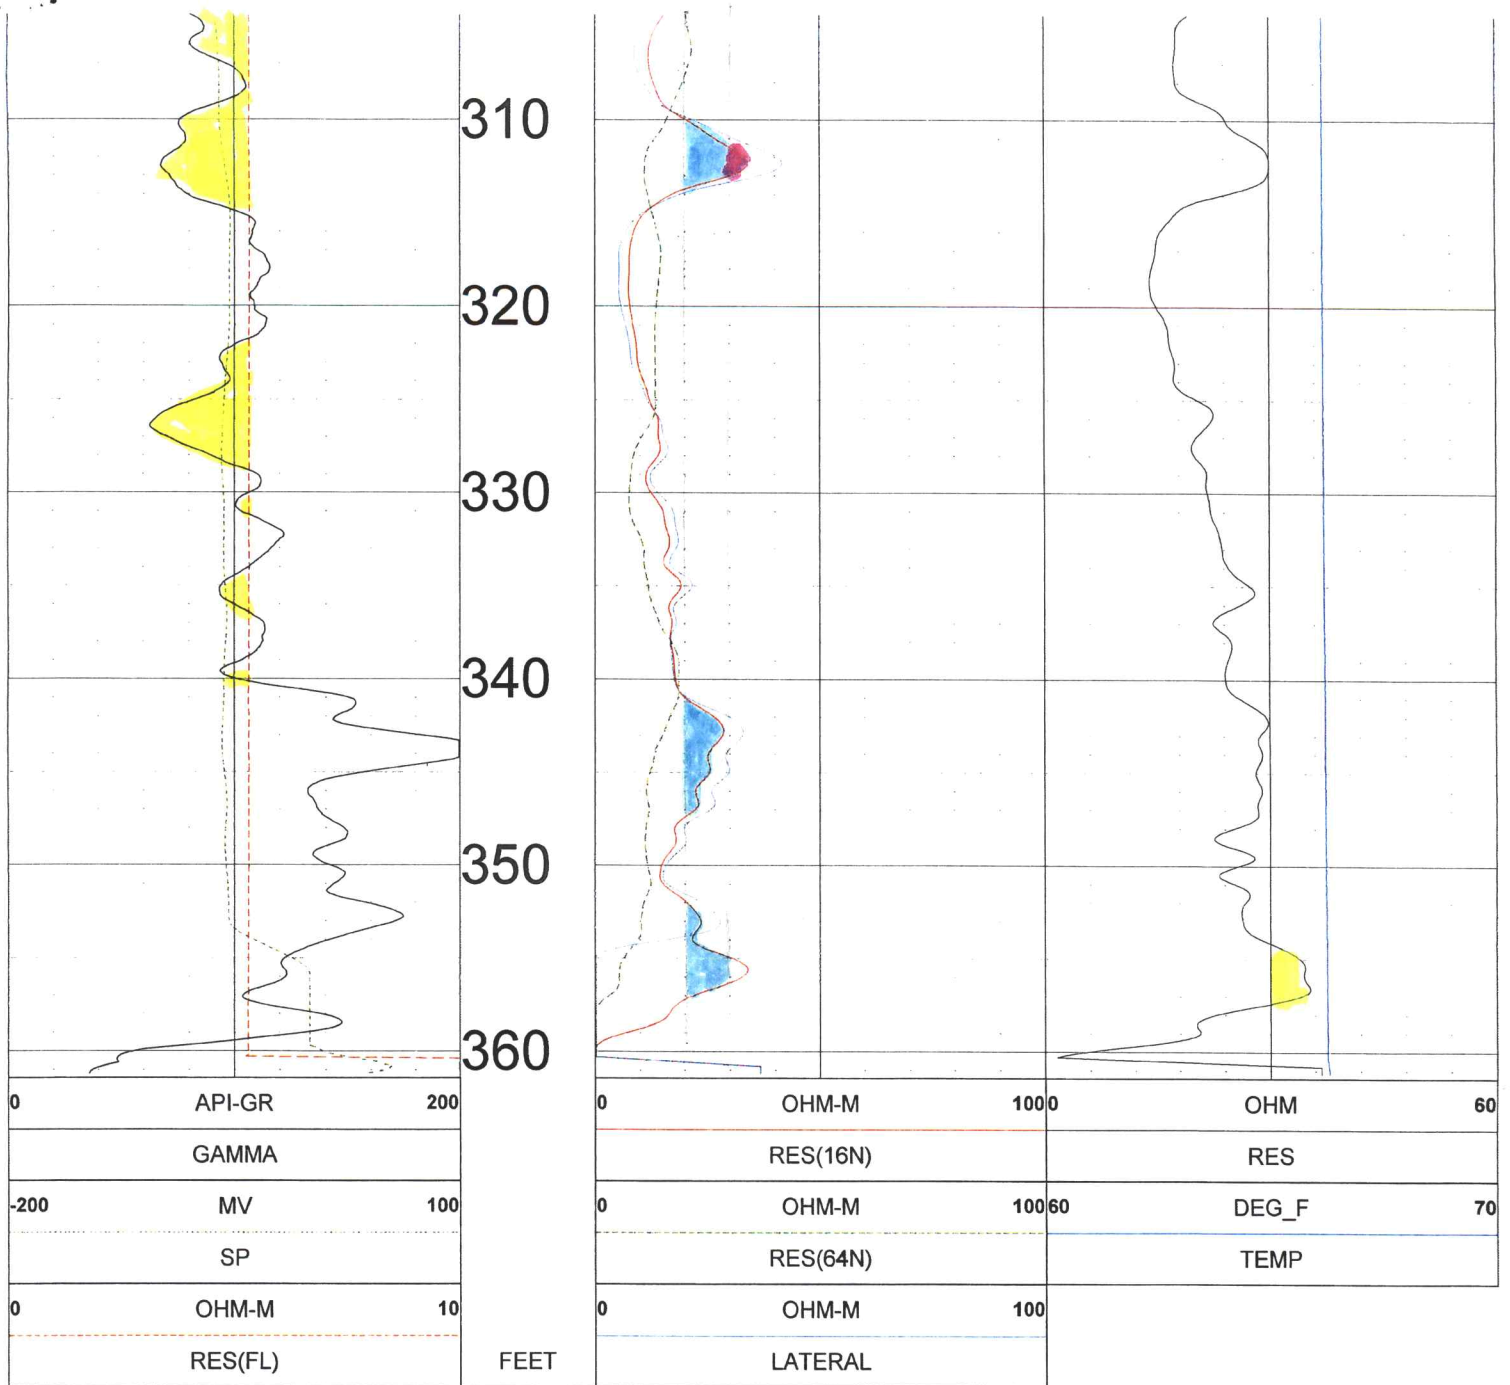 310
320
330
340
350
360
0 API-GR 200
0 OHM-M 100
0 OHM 60
GAMMA
RES(16N)
RES
-200 MV 100
0 OHM-M 100
60 DEG_F 70
SP
RES(64N)
TEMP
0 OHM-M 10
0 OHM-M 100
RES(FL)
FEET
LATERAL